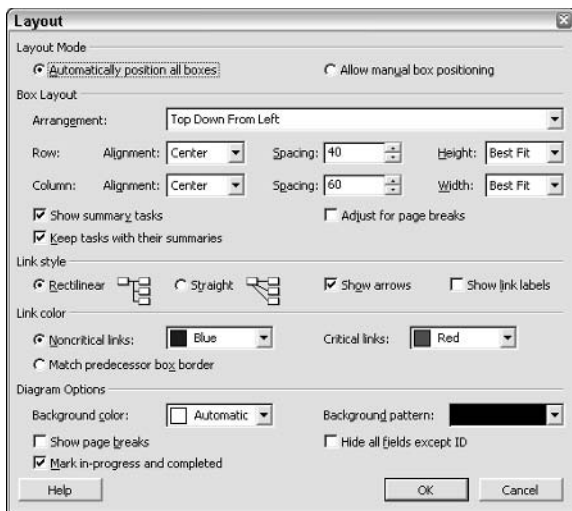 Layout
Layout Mode
Automatically position all boxes Allow manual box positioning
Box Layout
Arrangement: Top Down From Left
Row: Alignment: Center Spacing: 40 Height: Best Fit
Column: Alignment: Center Spacing: 60 Width: Best Fit
Show summary tasks Adjust for page breaks
Keep tasks with their summaries
Link style
Rectilinear Straight Show arrows Show link labels
Link color
Noncritical links: Blue Critical links: Red
Match predecessor box border
Diagram Options
Background color: Automatic Background pattern:
Show page breaks Hide all fields except ID
Mark in-progress and completed
Help OK Cancel